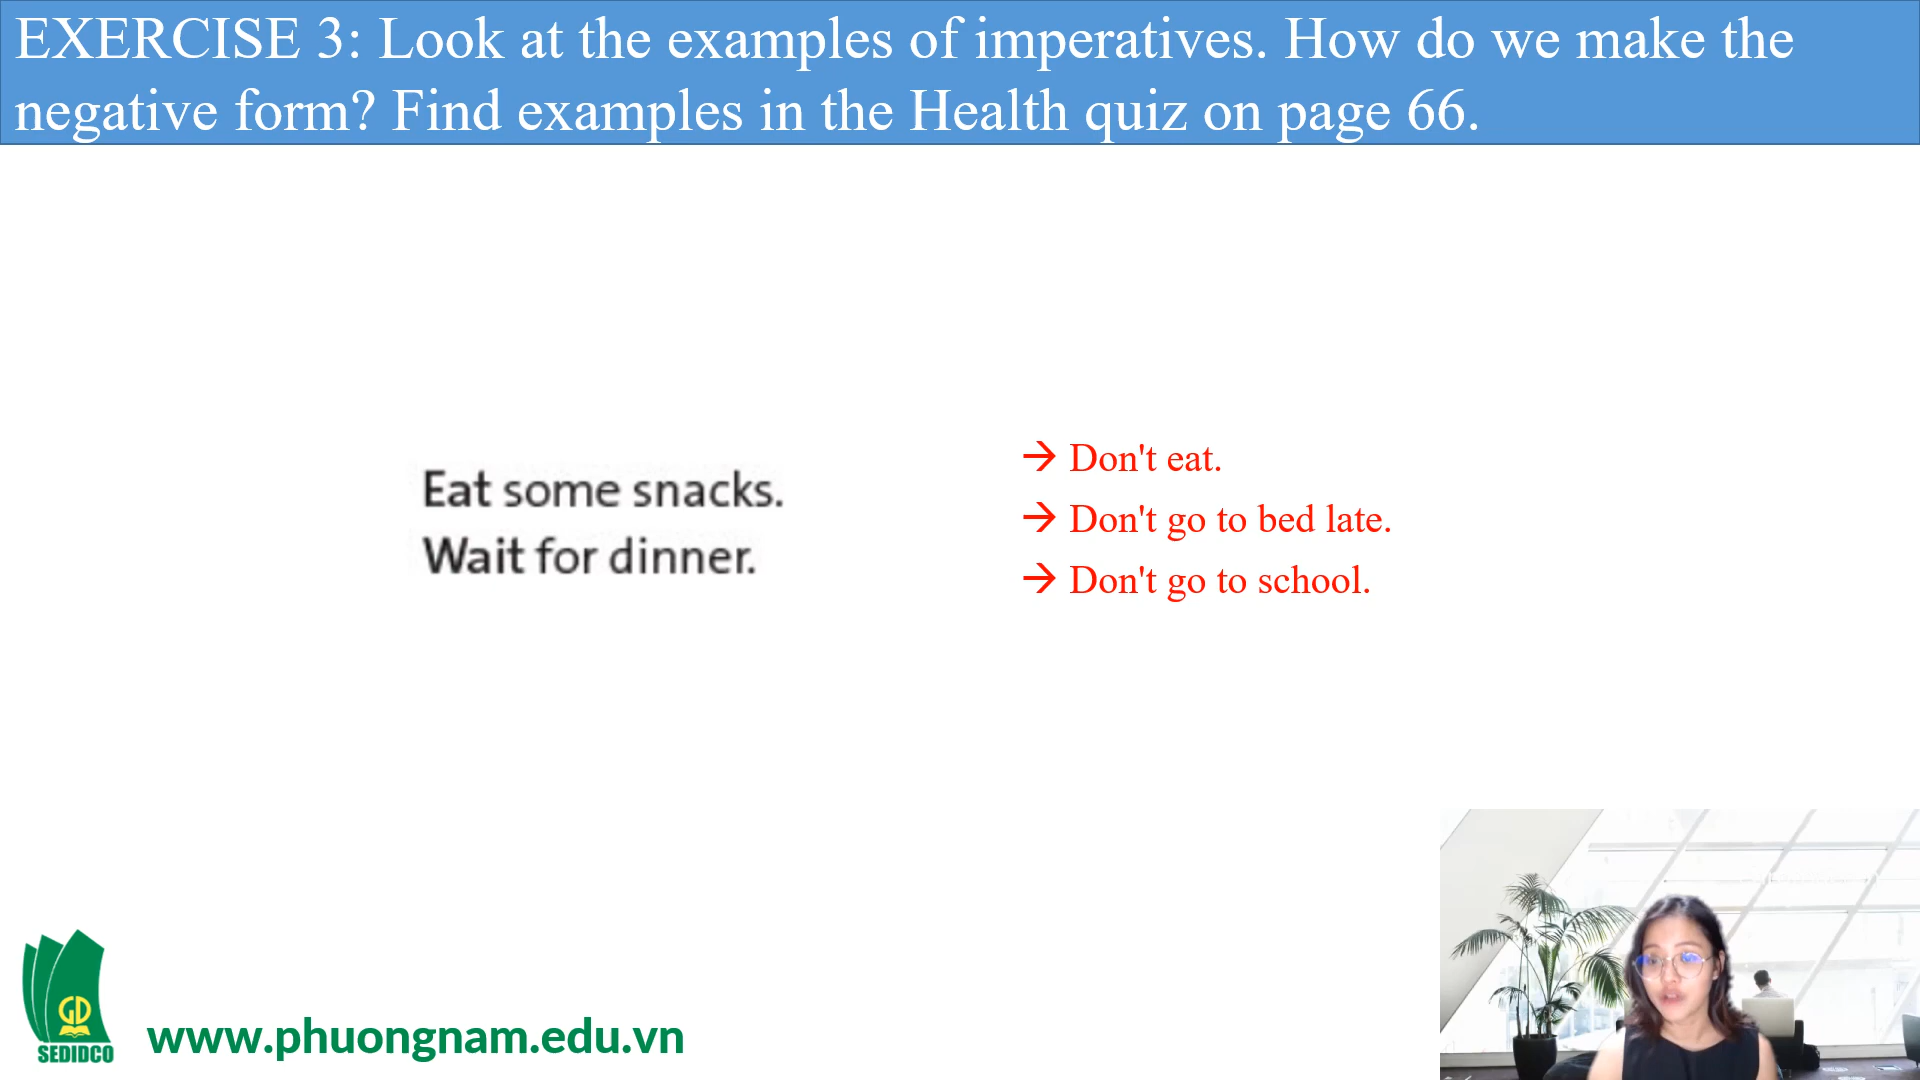 EXERCISE 3: Look at the examples of imperatives. How do we make the
negative form? Find examples in the Health quiz on page 66.
Eat some snacks.
Wait for dinner.
→ Don't eat.
→ Don't go to bed late.
→ Don't go to school.
GD
SEDIDCO
www.phuongnam.edu.vn